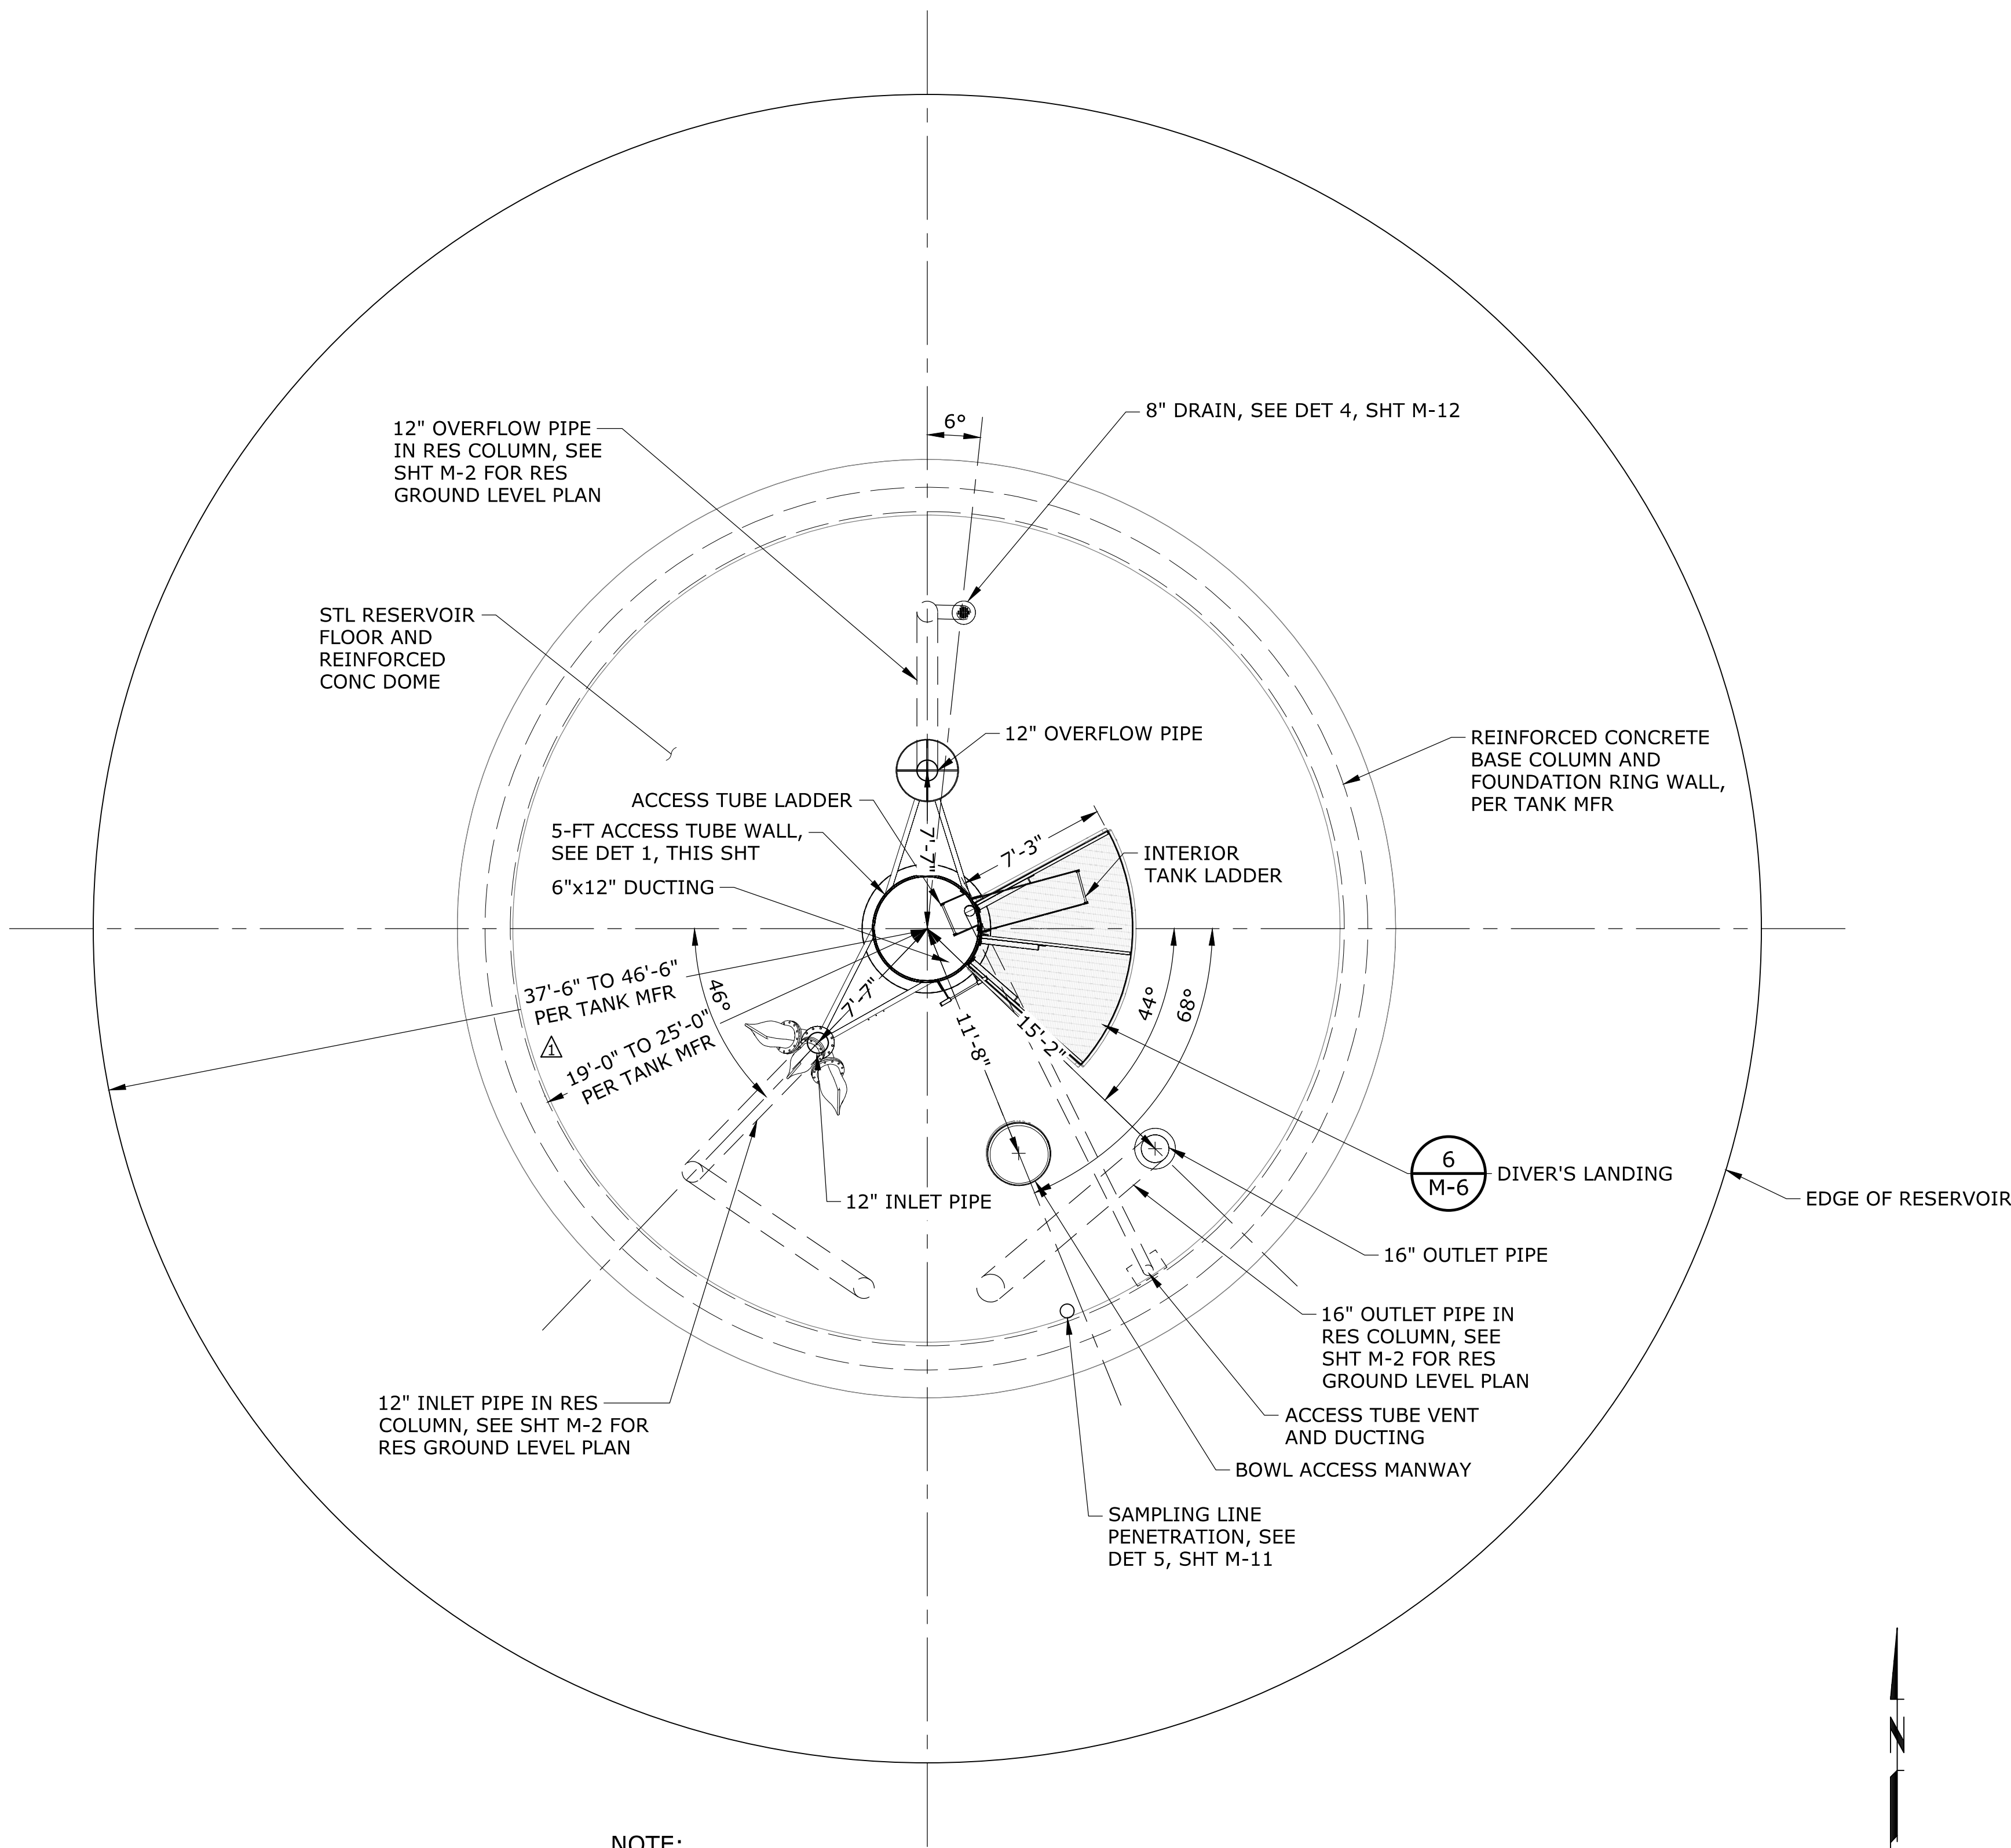 6°
8" DRAIN, SEE DET 4, SHT M-12
12" OVERFLOW PIPE
IN RES COLUMN, SEE
SHT M-2 FOR RES
GROUND LEVEL PLAN
STL RESERVOIR
FLOOR AND
REINFORCED
CONC DOME
12" OVERFLOW PIPE
REINFORCED CONCRETE
BASE COLUMN AND
FOUNDATION RING WALL,
PER TANK MFR
ACCESS TUBE LADDER
5-FT ACCESS TUBE WALL,
SEE DET 1, THIS SHT
6"x12" DUCTING
7'-7"
7'-3"
INTERIOR
TANK LADDER
37'-6" TO 46'-6"
PER TANK MFR
1
19'-0" TO 25'-0"
PER TANK MFR
46°
7'-7"
11'-8"
15'-2"
44°
68°
6
M-6
DIVER'S LANDING
EDGE OF RESERVOIR
12" INLET PIPE
16" OUTLET PIPE
16" OUTLET PIPE IN
RES COLUMN, SEE
SHT M-2 FOR RES
GROUND LEVEL PLAN
12" INLET PIPE IN RES
COLUMN, SEE SHT M-2 FOR
RES GROUND LEVEL PLAN
ACCESS TUBE VENT
AND DUCTING
BOWL ACCESS MANWAY
SAMPLING LINE
PENETRATION, SEE
DET 5, SHT M-11
N
NOTE: